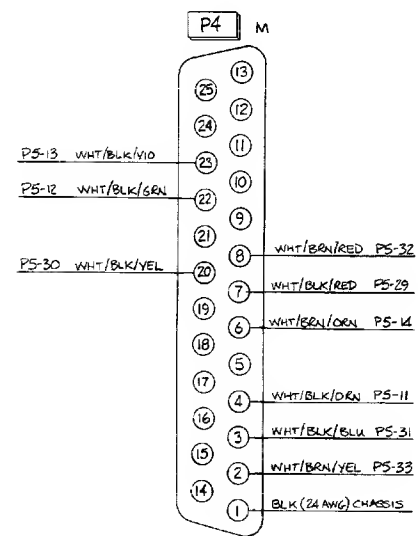 P4 M
13
25
12
24
11
P5-13 WHT/BLK/VIO 23
10
P5-12 WHT/BLK/GRN 22
9
21
8 WHT/BRN/RED P5-32
P5-30 WHT/BLK/YEL 20
7 WHT/BLK/RED P5-29
19
6 WHT/BRN/ORN P5-14
18
5
17
4 WHT/BLK/ORN P5-11
16
3 WHT/BLK/BLU P5-31
15
2 WHT/BRN/YEL P5-33
14
1 BLK (24 AWG) CHASSIS